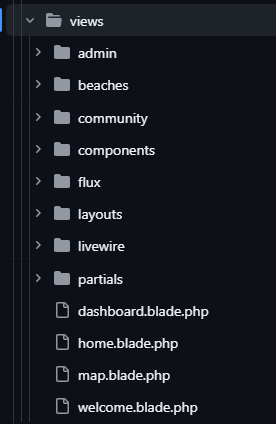 views
admin
beaches
community
components
flux
layouts
livewire
partials
dashboard.blade.php
home.blade.php
map.blade.php
welcome.blade.php